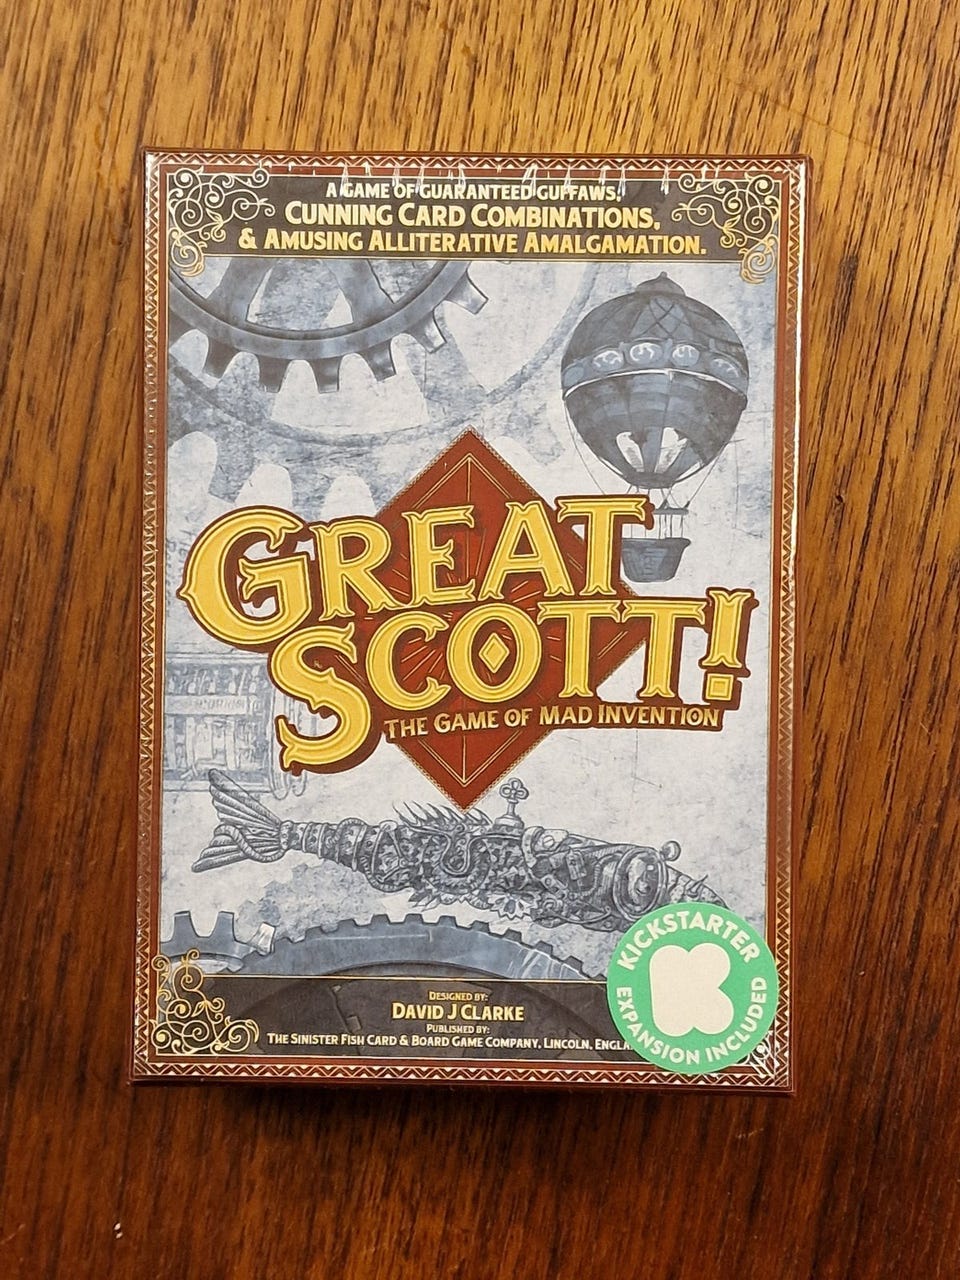 A GAME OF GUARANTEED GUFFAWS,
CUNNING CARD COMBINATIONS,
& AMUSING ALLITERATIVE AMALGAMATION.
GREAT
SCOTT!
THE GAME OF MAD INVENTION
DESIGNED BY:
DAVID J CLARKE
PUBLISHED BY:
THE SINISTER FISH CARD & BOARD GAME COMPANY, LINCOLN, ENGLA
KICKSTARTER
K
EXPANSION INCLUDED